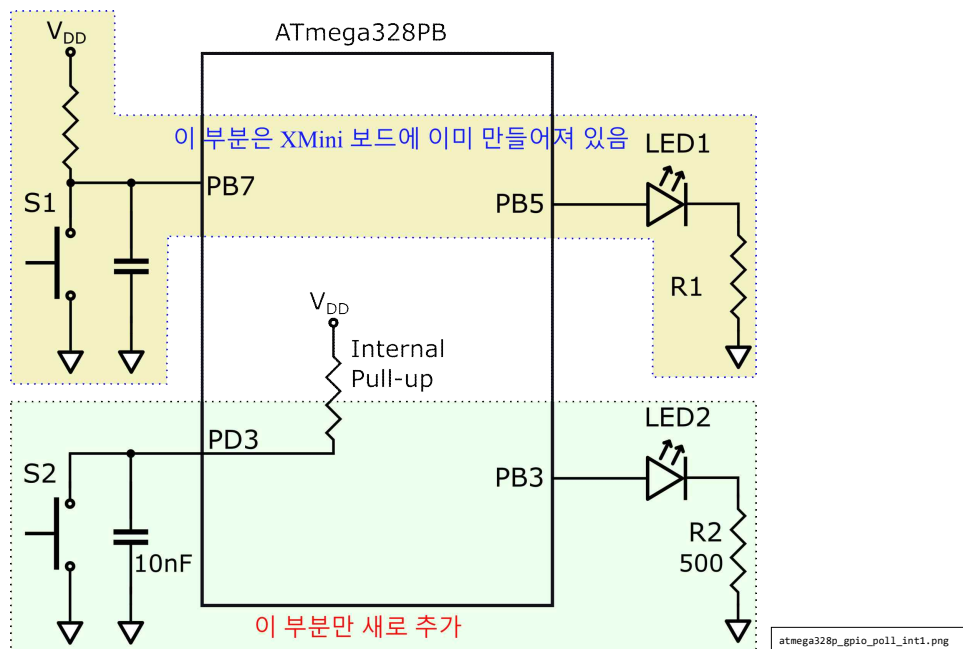 ATmega328PB
VDD
이 부분은 XMini 보드에 이미 만들어져 있음
LED1
S1
PB7
PB5
R1
VDD
Internal
Pull-up
LED2
PD3
S2
PB3
R2
10nF
500
이 부분만 새로 추가
atmega328p_gpio_poll_int1.png